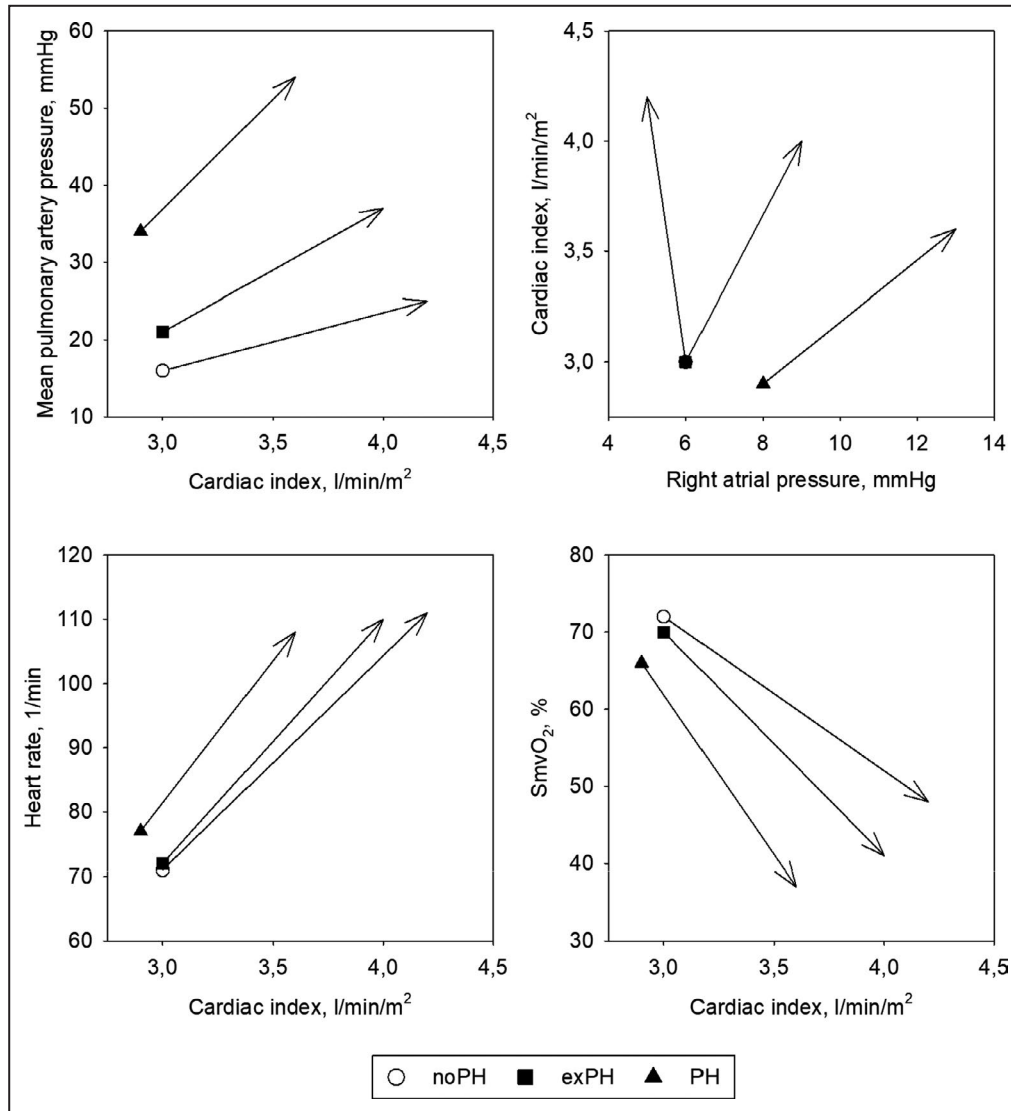 Mean pulmonary artery pressure, mmHg
60
50
40
30
20
10
3,0 3,5 4,0 4,5
Cardiac index, l/min/m²
Cardiac index, l/min/m²
4,5
4,0
3,5
3,0
4 6 8 10 12 14
Right atrial pressure, mmHg
Heart rate, 1/min
120
110
100
90
80
70
60
3,0 3,5 4,0 4,5
Cardiac index, l/min/m²
SmvO₂, %
80
70
60
50
40
30
3,0 3,5 4,0 4,5
Cardiac index, l/min/m²
noPH exPH PH